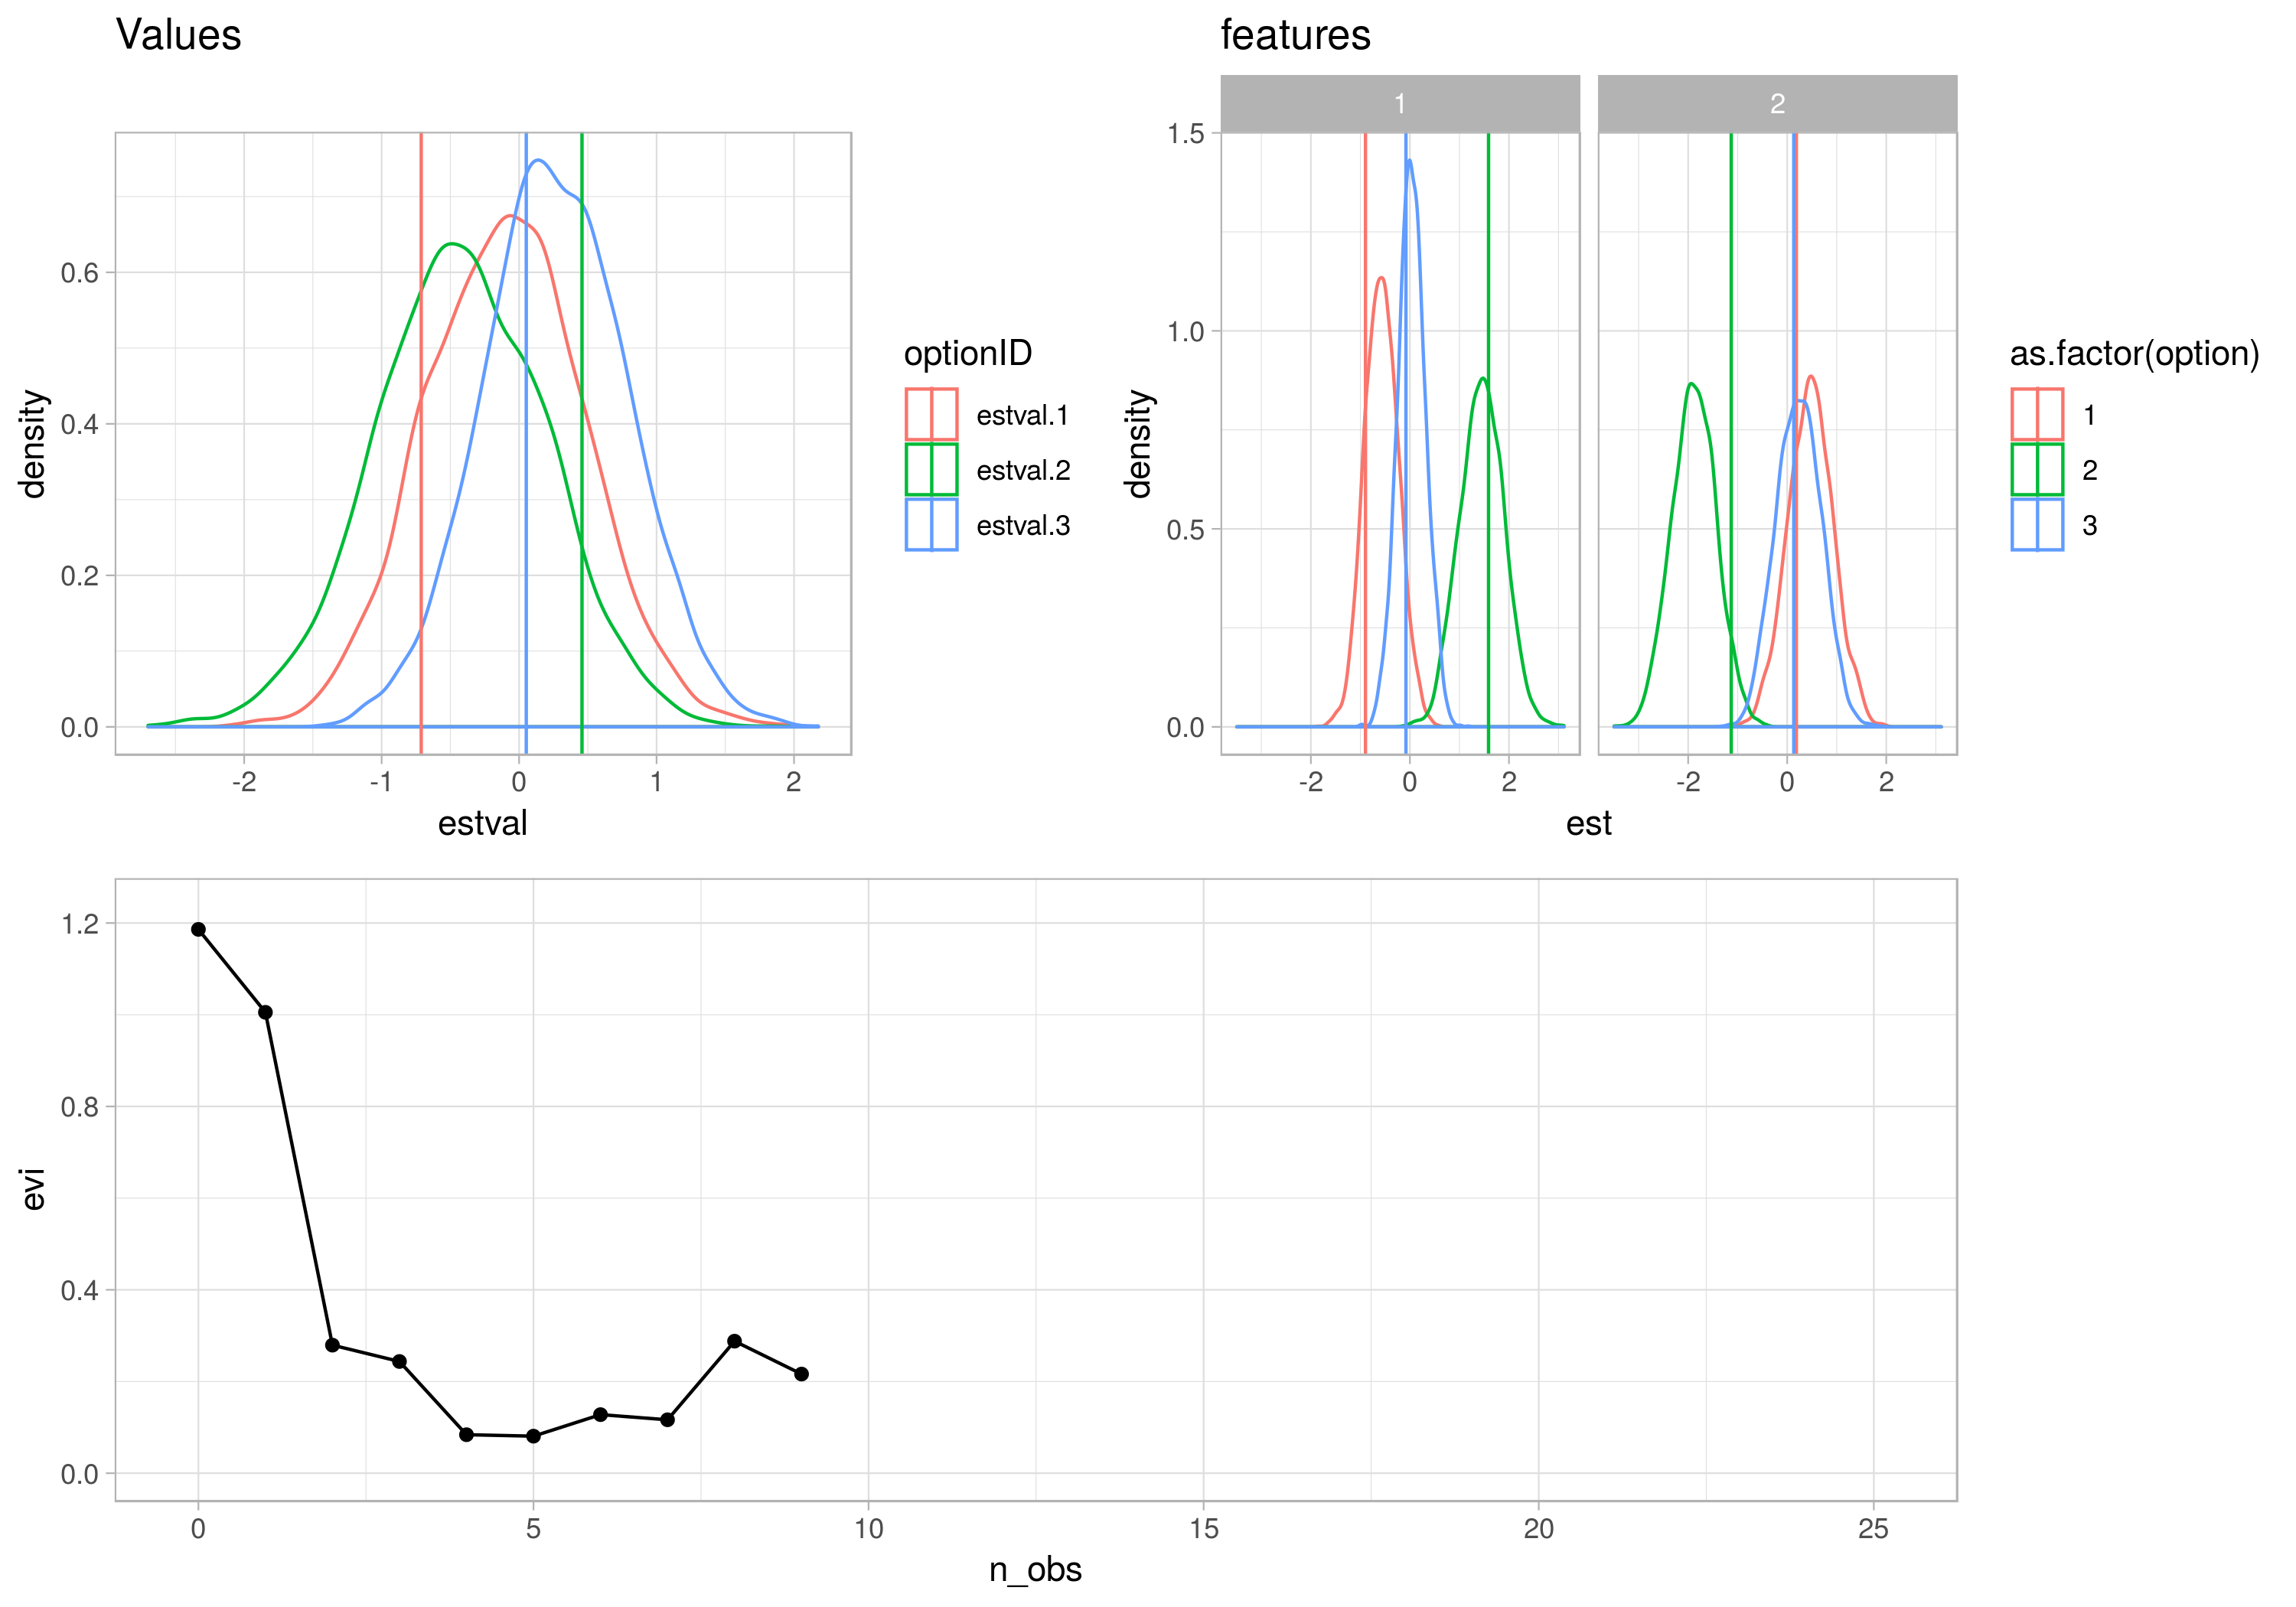 Values
density
0.6
0.4
0.2
0.0
-2 -1 0 1 2
estval
optionID
estval.1
estval.2
estval.3
features
1 2
density
1.5
1.0
0.5
0.0
-2 0 2 -2 0 2
est
as.factor(option)
1
2
3
evi
1.2
0.8
0.4
0.0
0 5 10 15 20 25
n_obs